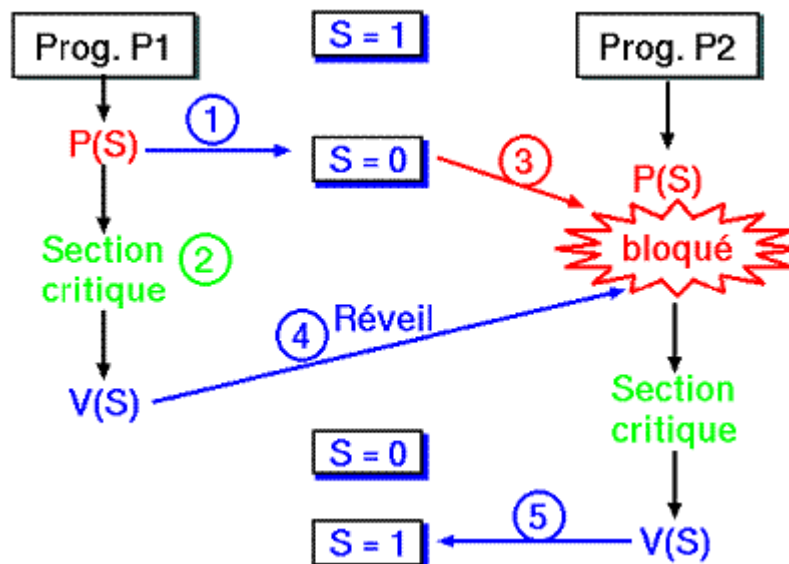 Prog. P1
S = 1
Prog. P2
P(S)
1
S = 0
3
P(S)
bloqué
Section
critique
2
Réveil
4
V(S)
Section
critique
S = 0
S = 1
5
V(S)